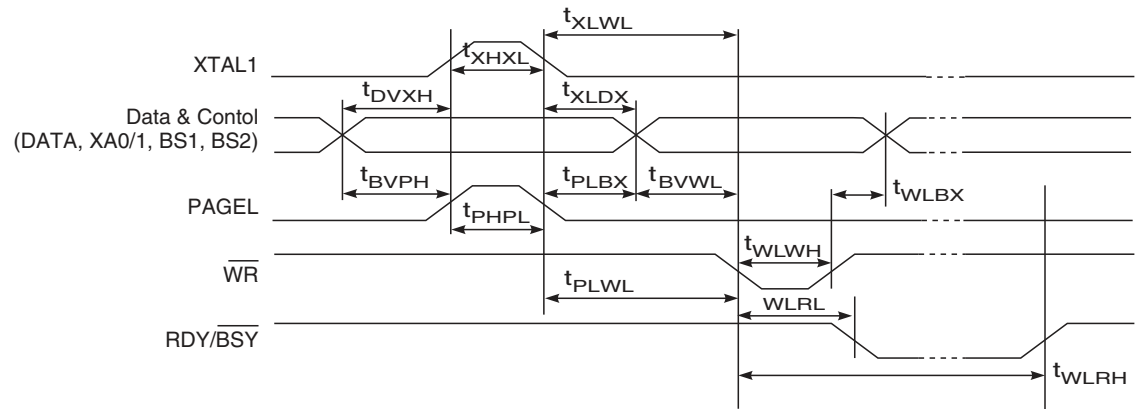 tXLWL
XTAL1
tXHXL
tDVXH
tXLDX
Data & Contol
(DATA, XA0/1, BS1, BS2)
tBVPH
tPLBX
tBVWL
tWLBX
PAGEL
tPHPL
tWLWH
WR
tPLWL
WLRL
RDY/BSY
tWLRH